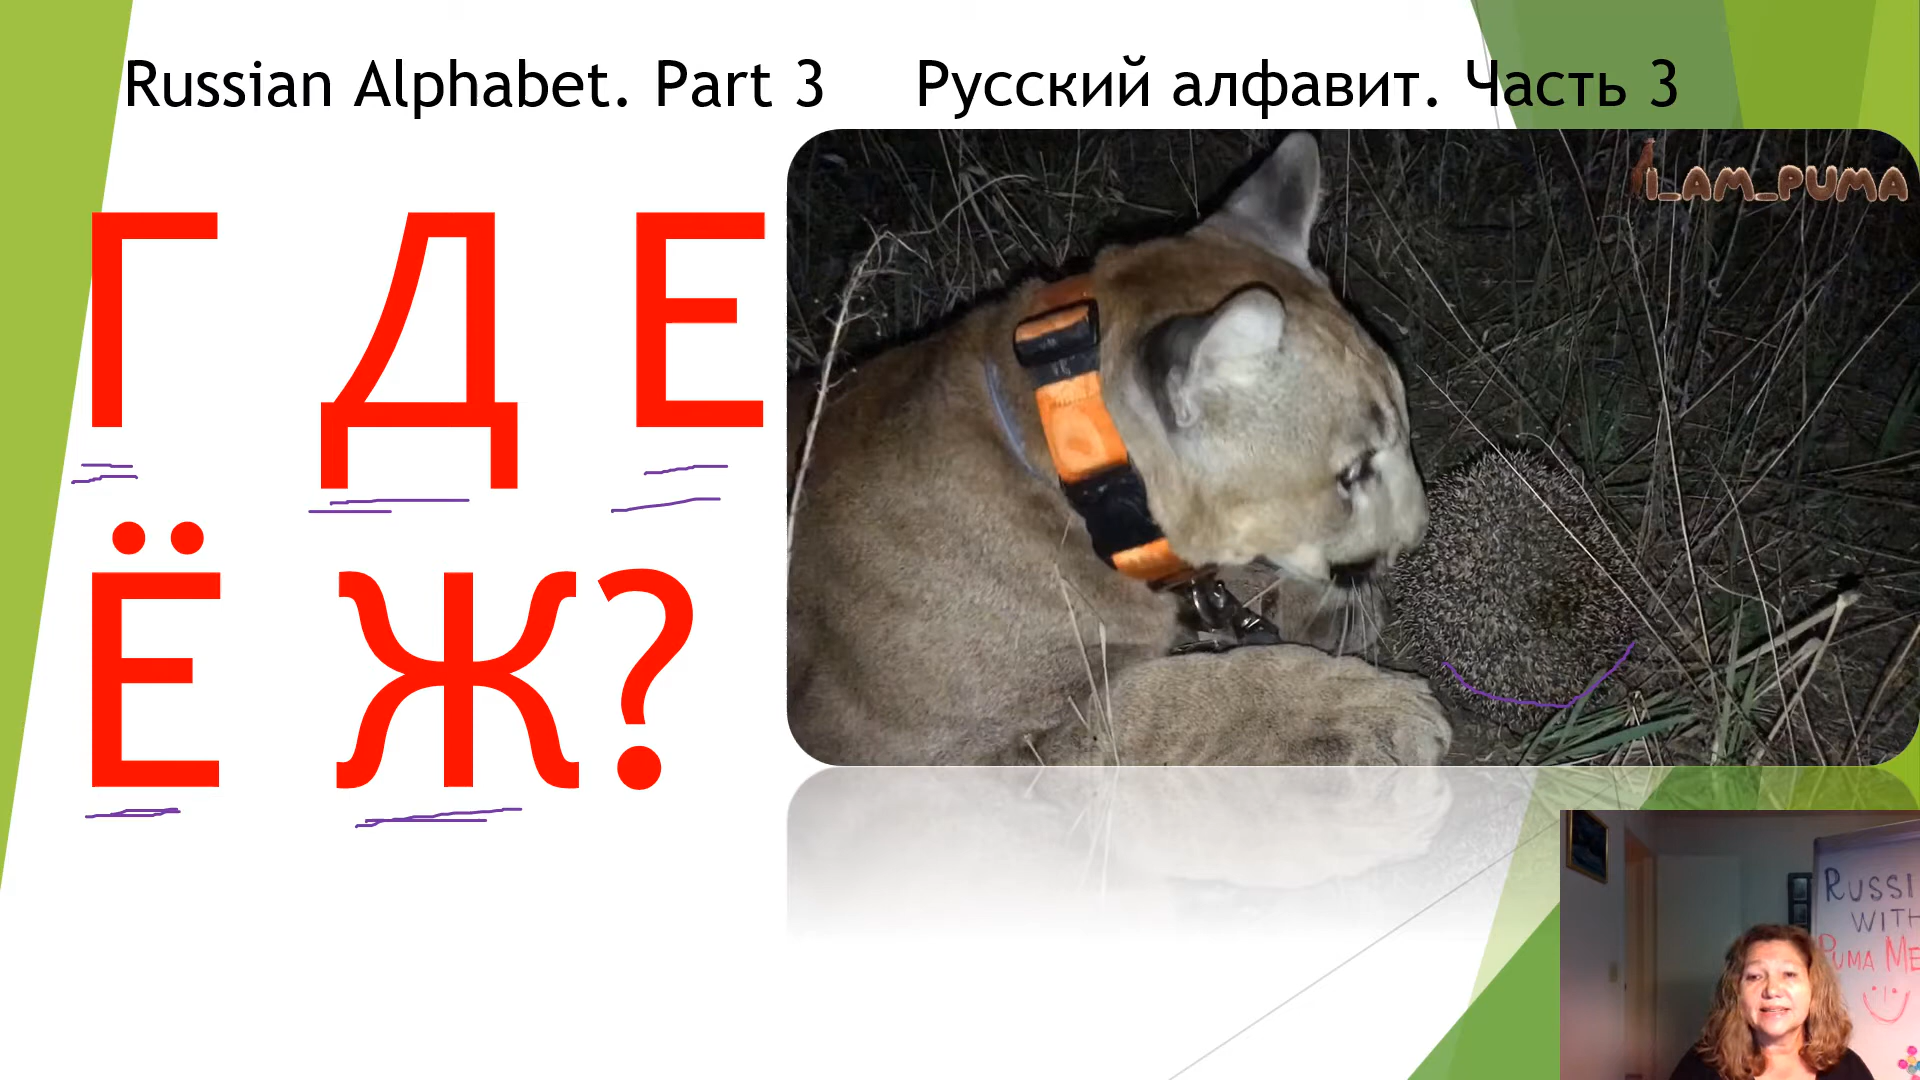 Russian Alphabet. Part 3 Русский алфавит. Часть 3
I_AM_PUMA
Г Д Е
Ё Ж?
RUSSI
WITH
PUMA ME